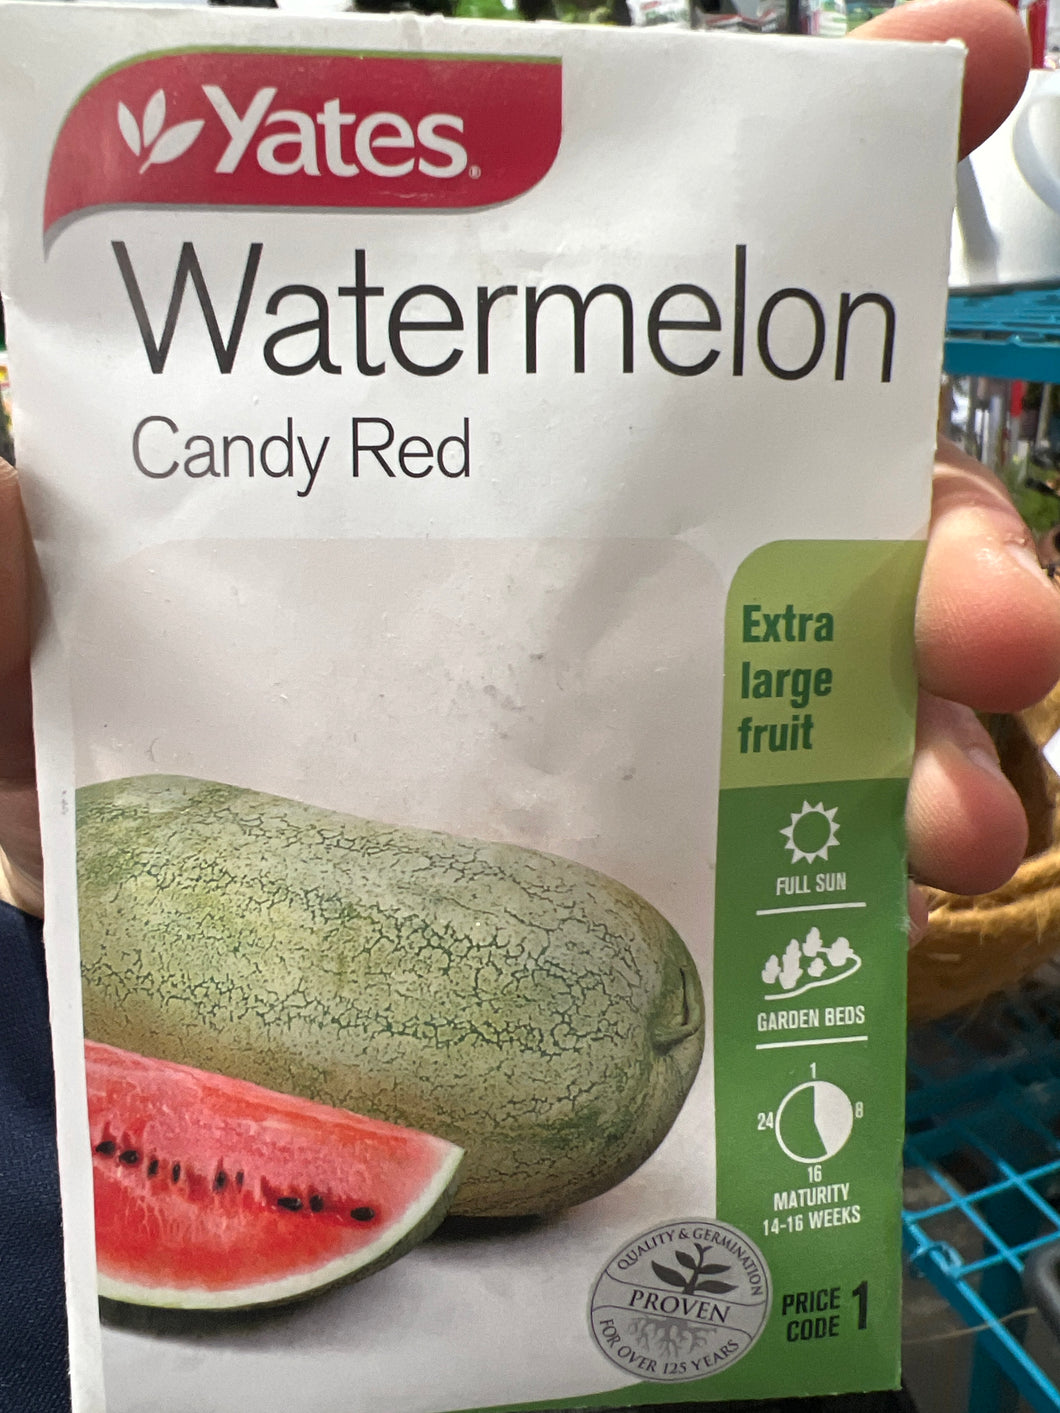 Yates®
Watermelon
Candy Red
Extra
large
fruit
FULL SUN
GARDEN BEDS
1
24 8
16
MATURITY
14-16 WEEKS
QUALITY & GERMINATION
PROVEN
FOR OVER 125 YEARS
PRICE
CODE 1